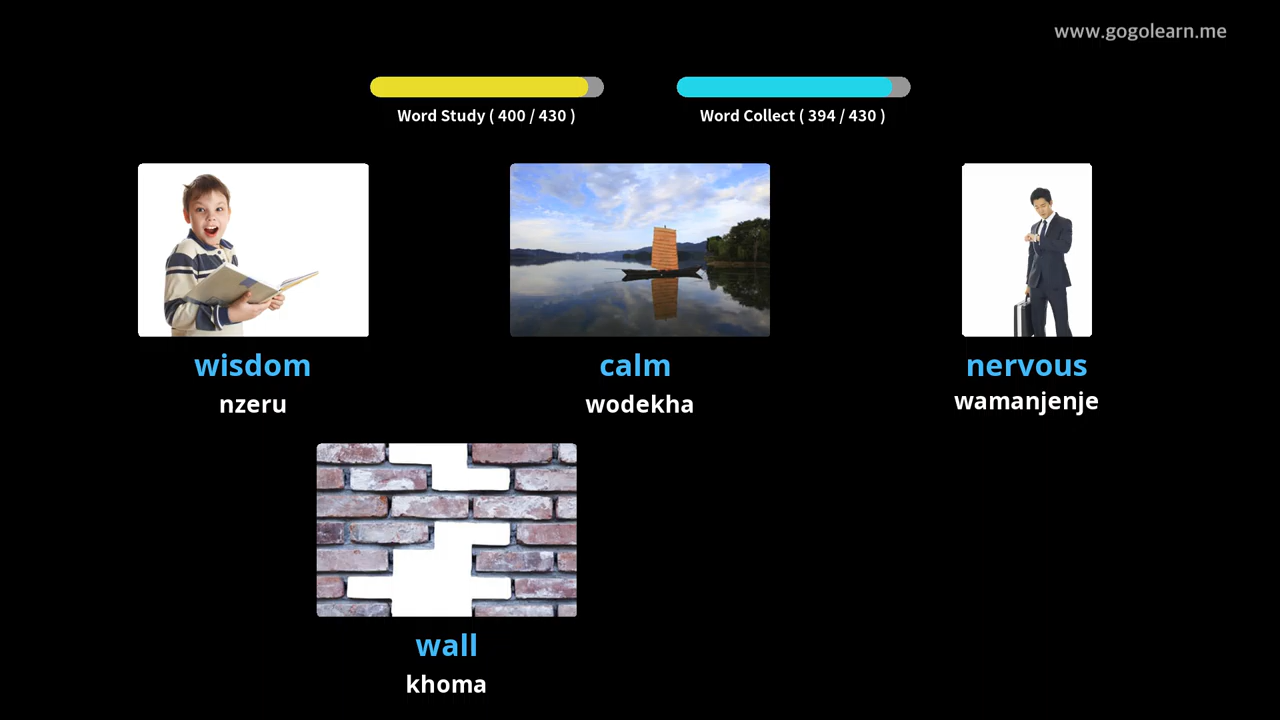 www.gogolearn.me
Word Study ( 400 / 430 )
Word Collect ( 394 / 430 )
wisdom
nzeru
calm
wodekha
nervous
wamanjenje
wall
khoma